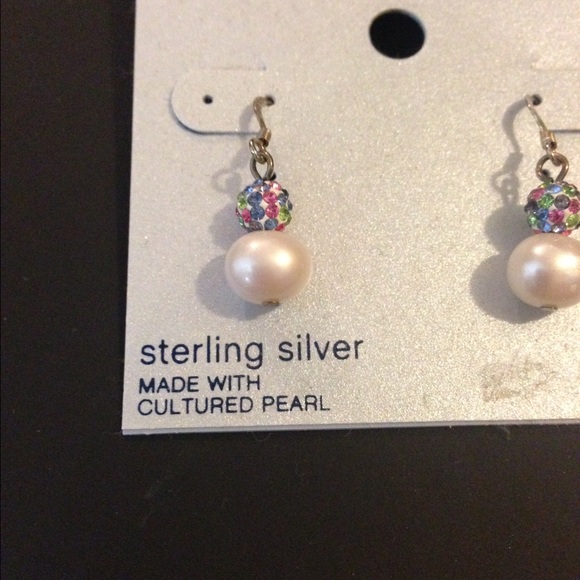 sterling silver
MADE WITH
CULTURED PEARL